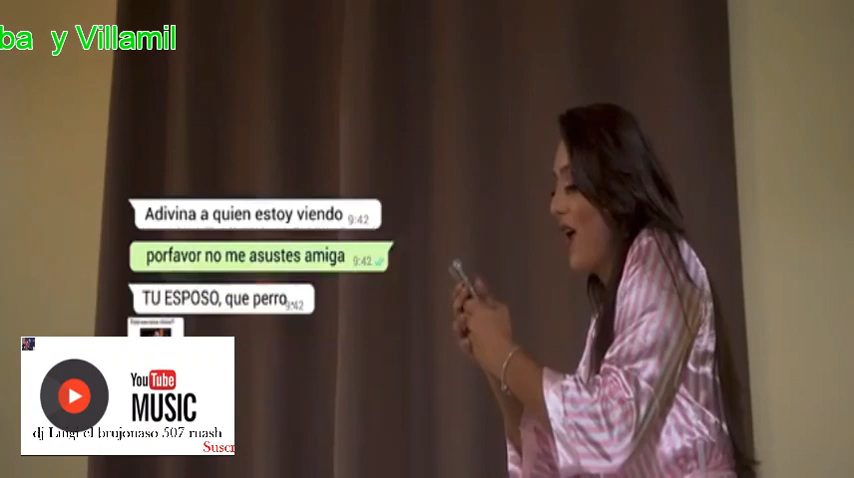 ba y Villamil
Adivina a quien estoy viendo 9:42
porfavor no me asustes amiga 9:42
TU ESPOSO, que perro 9:42
YouTube
MUSIC
dj Luigi el brujonaso 507 ruash
Suscr